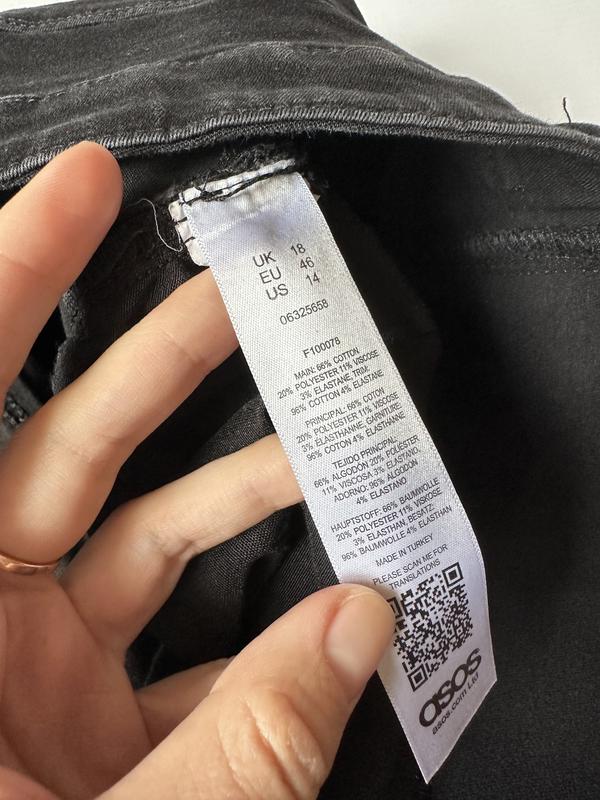 UK 18
EU 46
US 14
06325658
F100078
MAIN: 66% COTTON
20% POLYESTER 11% VISCOSE
3% ELASTANE, TRIM:
96% COTTON 4% ELASTANE
PRINCIPAL: 66% COTON
20% POLYESTER 11% VISCOSE
3% ÉLASTHANNE, GARNITURE:
96% COTON 4% ÉLASTHANNE
TEJIDO PRINCIPAL:
66% ALGODÓN 20% POLIÉSTER
11% VISCOSA 3% ELASTANO,
ADORNO: 96% ALGODÓN
4% ELASTANO
HAUPTSTOFF: 66% BAUMWOLLE
20% POLYESTER 11% VISKOSE
3% ELASTHAN, BESATZ:
96% BAUMWOLLE 4% ELASTHAN
MADE IN TURKEY
PLEASE SCAN ME FOR
TRANSLATIONS
asos
asos.com Ltd